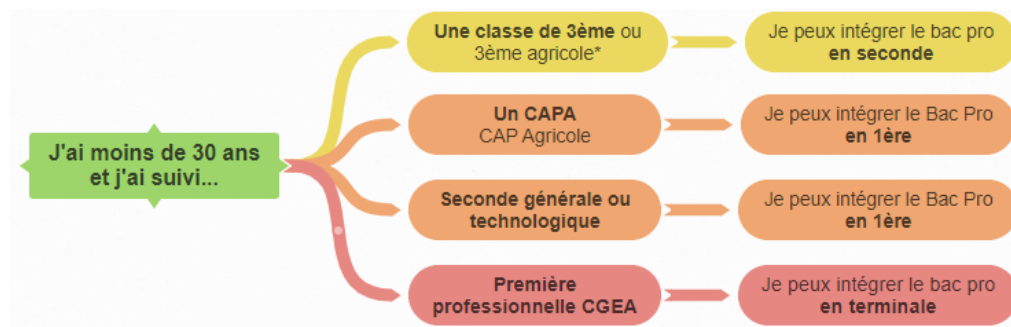 J'ai moins de 30 ans
et j'ai suivi...
Une classe de 3ème ou
3ème agricole*
Je peux intégrer le bac pro
en seconde
Un CAPA
CAP Agricole
Je peux intégrer le Bac Pro
en 1ère
Seconde générale ou
technologique
Je peux intégrer le Bac Pro
en 1ère
Première
professionnelle CGEA
Je peux intégrer le bac pro
en terminale